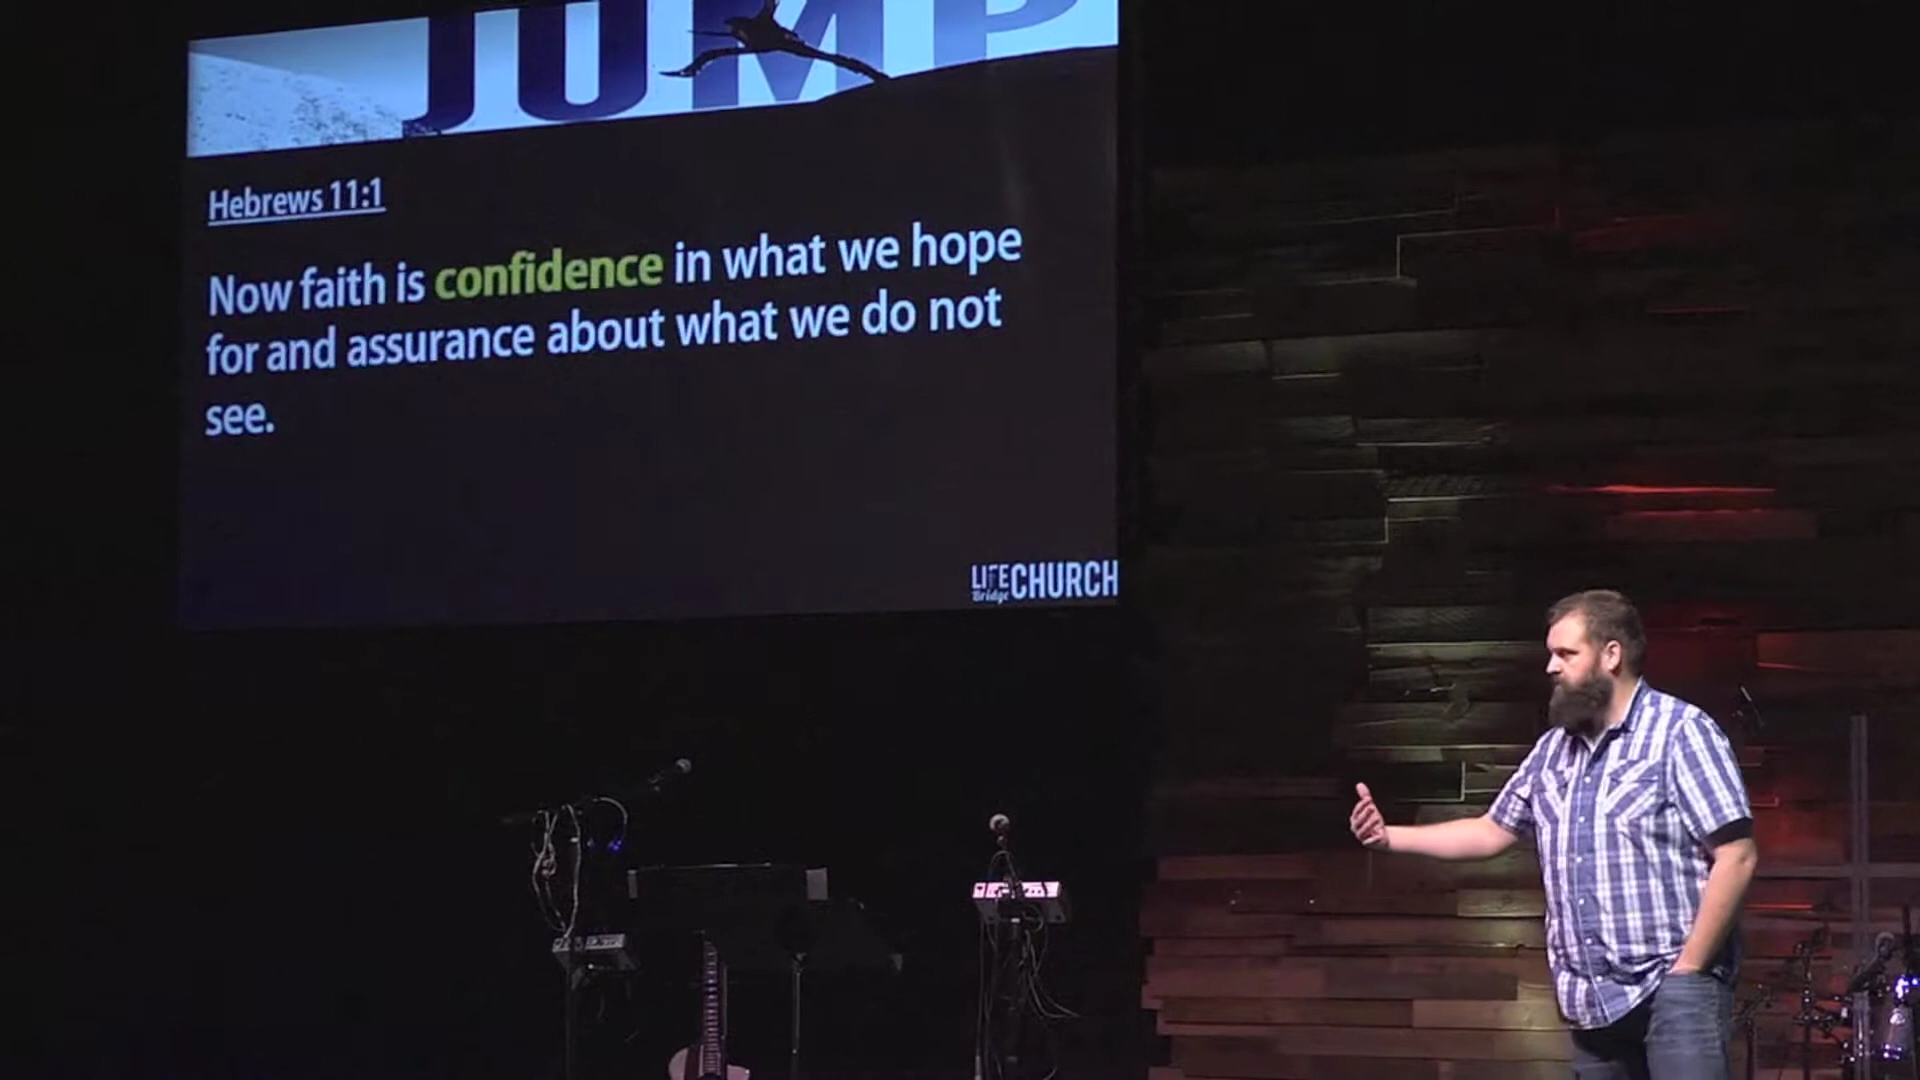 JUMP
Hebrews 11:1
Now faith is confidence in what we hope
for and assurance about what we do not
see.
LIFE CHURCH
Bridge